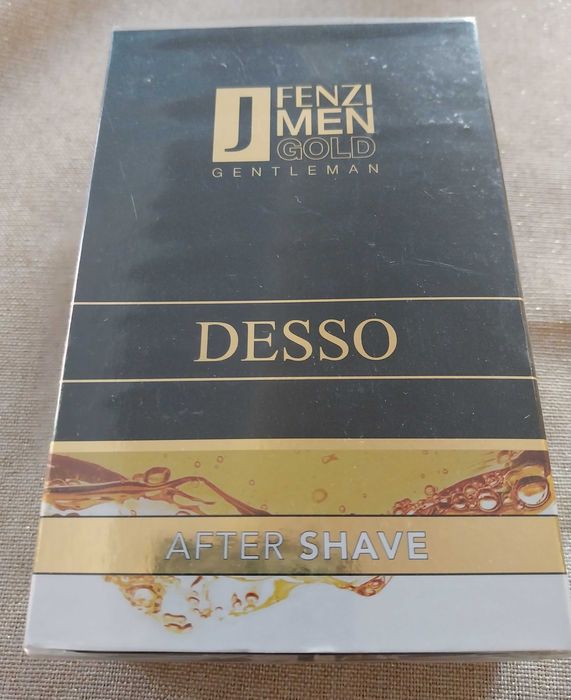 J
FENZI
MEN
GOLD
GENTLEMAN
DESSO
AFTER SHAVE